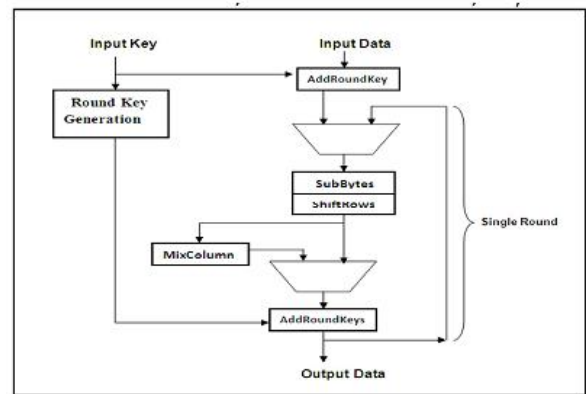 Input Key
Input Data
AddRoundKey
Round Key
Generation
SubBytes
ShiftRows
Single Round
MixColumn
AddRoundKeys
Output Data